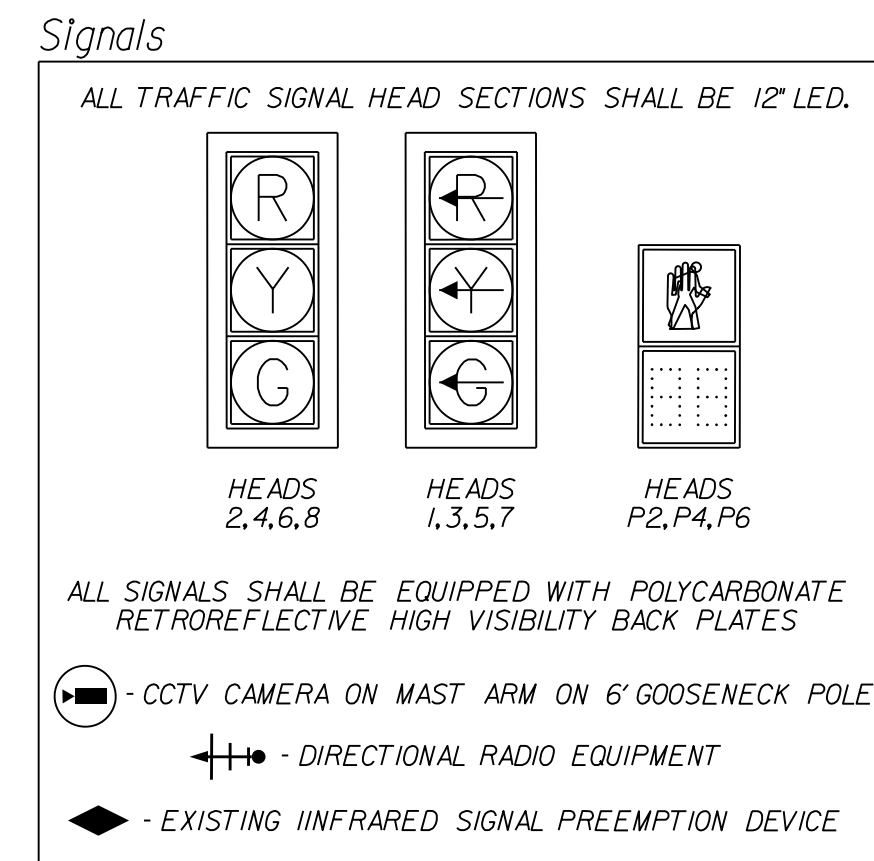 Signals
ALL TRAFFIC SIGNAL HEAD SECTIONS SHALL BE 12" LED.
R
Y
G
R
Y
G
HEADS
2,4,6,8
HEADS
1,3,5,7
HEADS
P2,P4,P6
ALL SIGNALS SHALL BE EQUIPPED WITH POLYCARBONATE
RETROREFLECTIVE HIGH VISIBILITY BACK PLATES
- CCTV CAMERA ON MAST ARM ON 6' GOOSENECK POLE
- DIRECTIONAL RADIO EQUIPMENT
- EXISTING IINFRARED SIGNAL PREEMPTION DEVICE